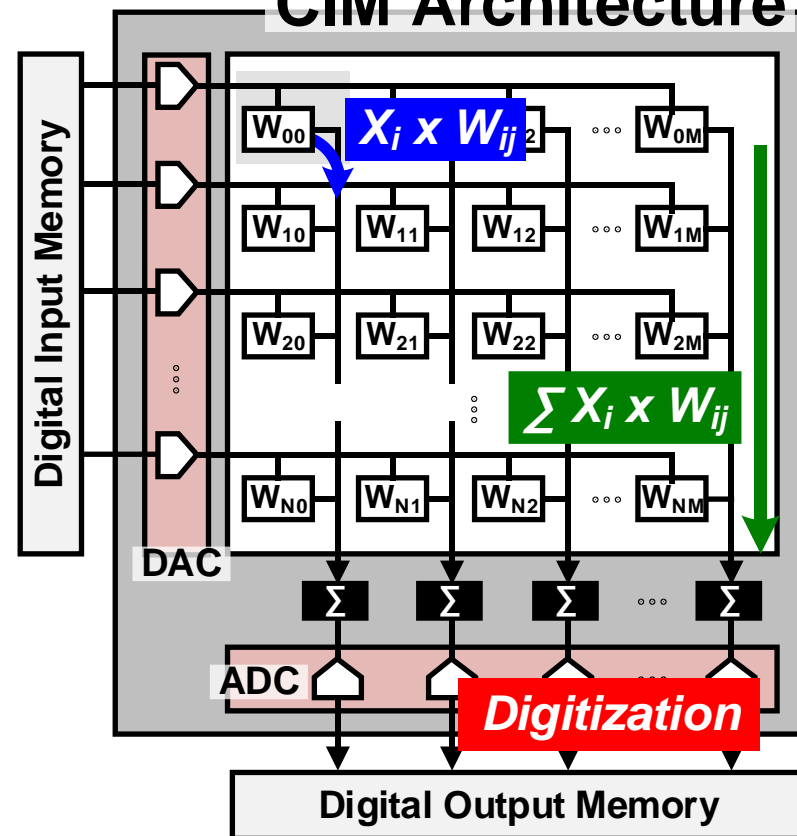 CIM Architecture
Digital Input Memory
W00 Xi x Wij 2 ∘∘∘ W0M
W10 W11 W12 ∘∘∘ W1M
W20 W21 W22 ∘∘∘ W2M
∑ Xi x Wij
WN0 WN1 WN2 ∘∘∘ WNM
DAC
Σ Σ Σ ∘∘∘ Σ
ADC
Digitization
Digital Output Memory